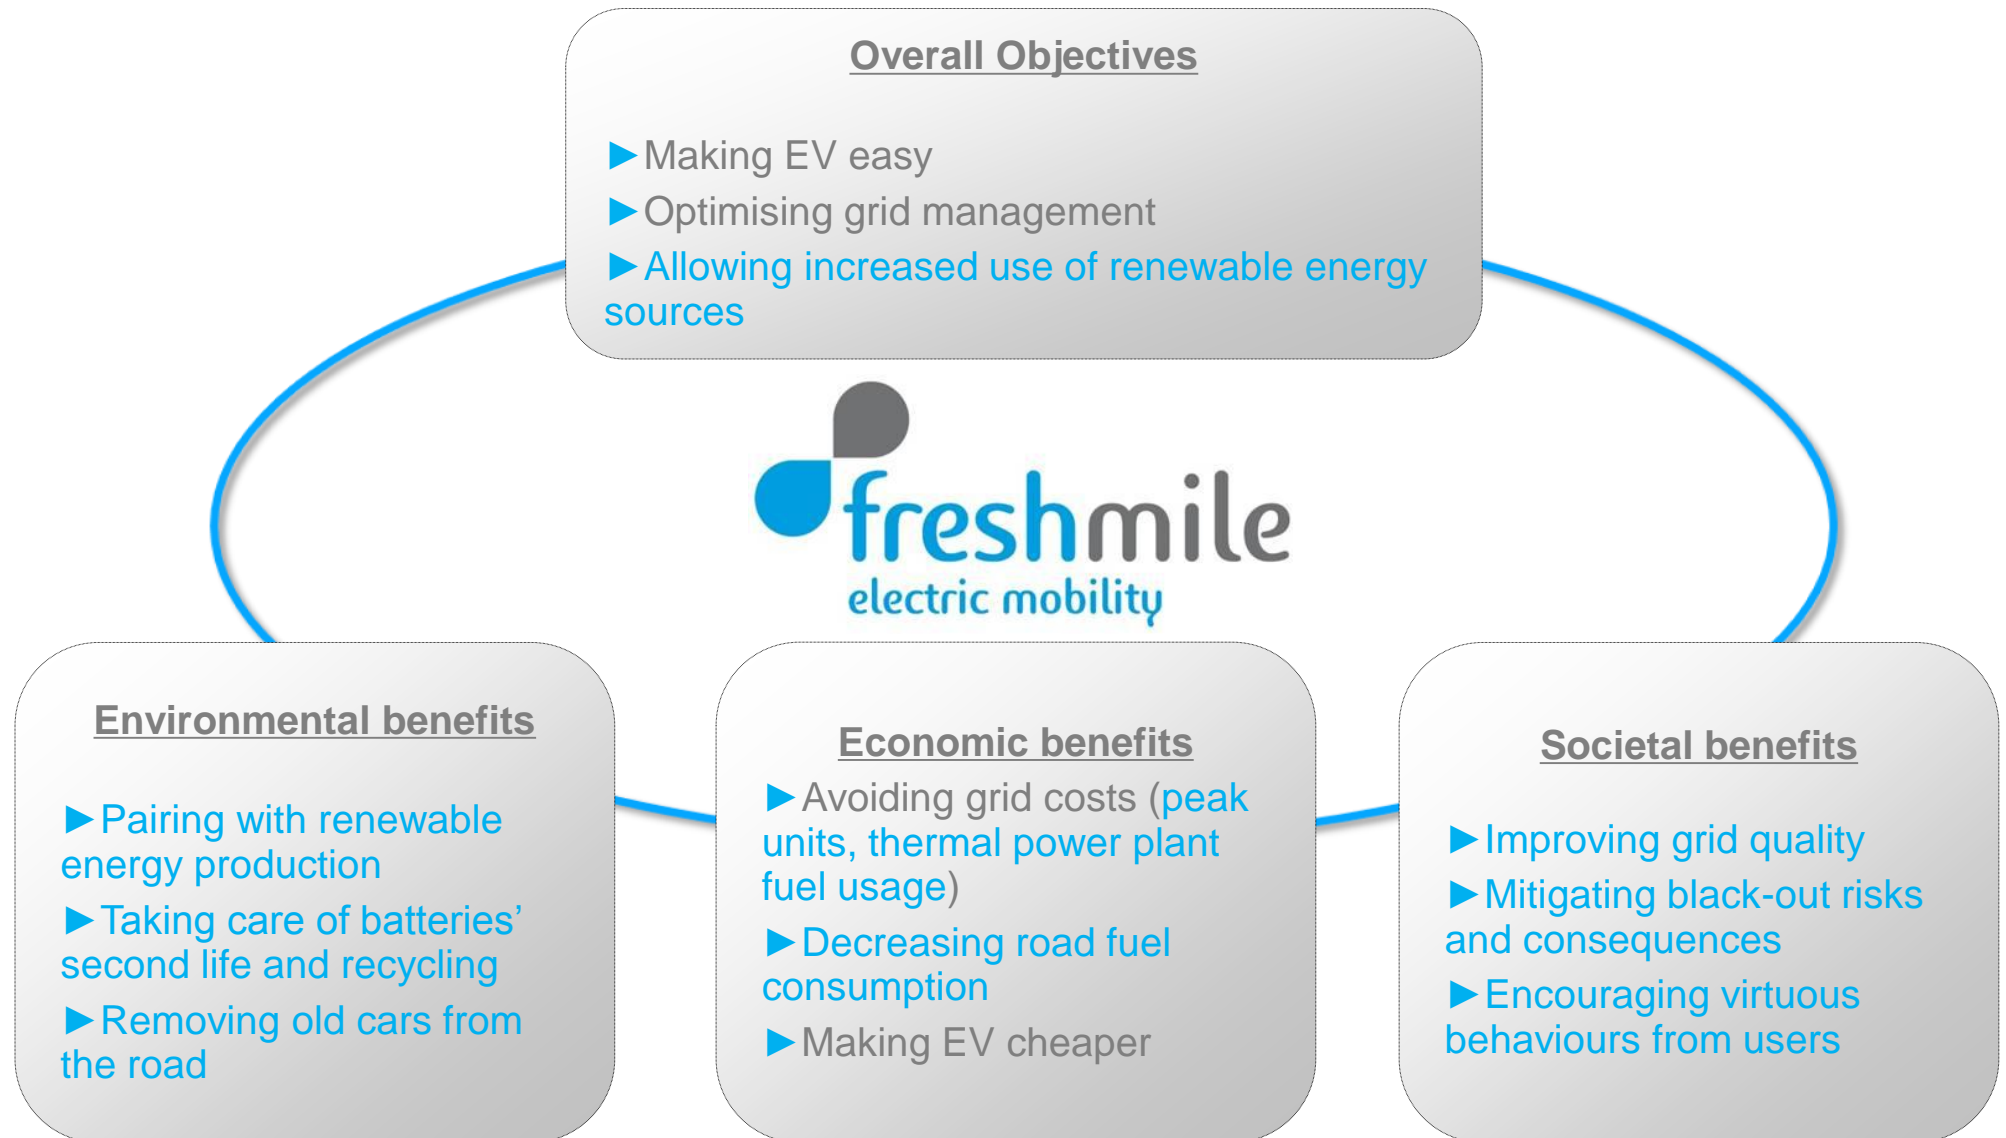 Overall Objectives
►Making EV easy
►Optimising grid management
►Allowing increased use of renewable energy
sources
freshmile
electric mobility
Environmental benefits
►Pairing with renewable
energy production
►Taking care of batteries’
second life and recycling
►Removing old cars from
the road
Economic benefits
►Avoiding grid costs (peak
units, thermal power plant
fuel usage)
►Decreasing road fuel
consumption
►Making EV cheaper
Societal benefits
►Improving grid quality
►Mitigating black-out risks
and consequences
►Encouraging virtuous
behaviours from users